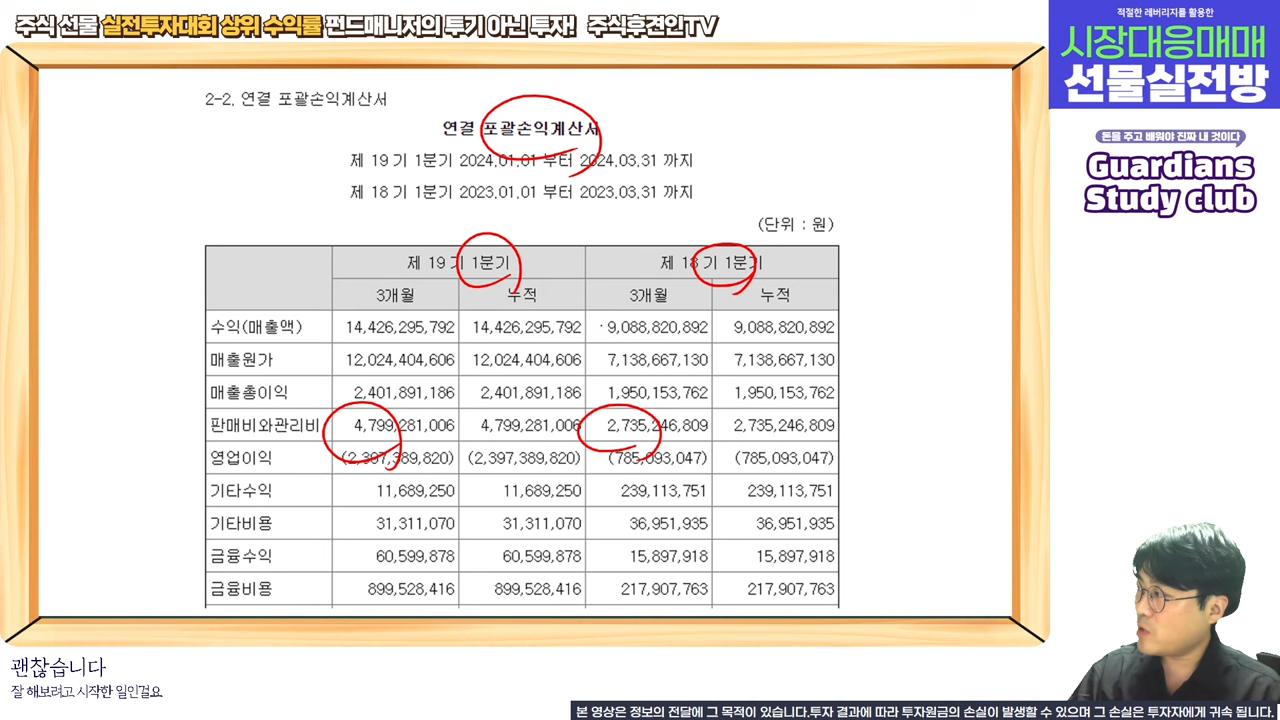 주식 선물 실전투자대회 상위 수익률 펀드매니저의 투기 아닌 투자! 주식후견인TV
적절한 레버리지를 활용한
시장대응매매
선물실전방
돈을 주고 배워야 진짜 내 것이다
Guardians
Study club
2-2. 연결 포괄손익계산서
연결 포괄손익계산서
제 19 기 1분기 2024.01.01 부터 2024.03.31 까지
제 18 기 1분기 2023.01.01 부터 2023.03.31 까지
(단위 : 원)
제 19 기 1분기 제 18 기 1분기
3개월 누적 3개월 누적
수익(매출액) 14,426,295,792 14,426,295,792 9,088,820,892 9,088,820,892
매출원가 12,024,404,606 12,024,404,606 7,138,667,130 7,138,667,130
매출총이익 2,401,891,186 2,401,891,186 1,950,153,762 1,950,153,762
판매비와관리비 4,799,281,006 4,799,281,006 2,735,246,809 2,735,246,809
영업이익 (2,397,389,820) (2,397,389,820) (785,093,047) (785,093,047)
기타수익 11,689,250 11,689,250 239,113,751 239,113,751
기타비용 31,311,070 31,311,070 36,951,935 36,951,935
금융수익 60,599,878 60,599,878 15,897,918 15,897,918
금융비용 899,528,416 899,528,416 217,907,763 217,907,763
괜찮습니다
잘 해보려고 시작한 일인걸요
본 영상은 정보의 전달에 그 목적이 있습니다.투자 결과에 따라 투자원금의 손실이 발생할 수 있으며 그 손실은 투자자에게 귀속 됩니다.